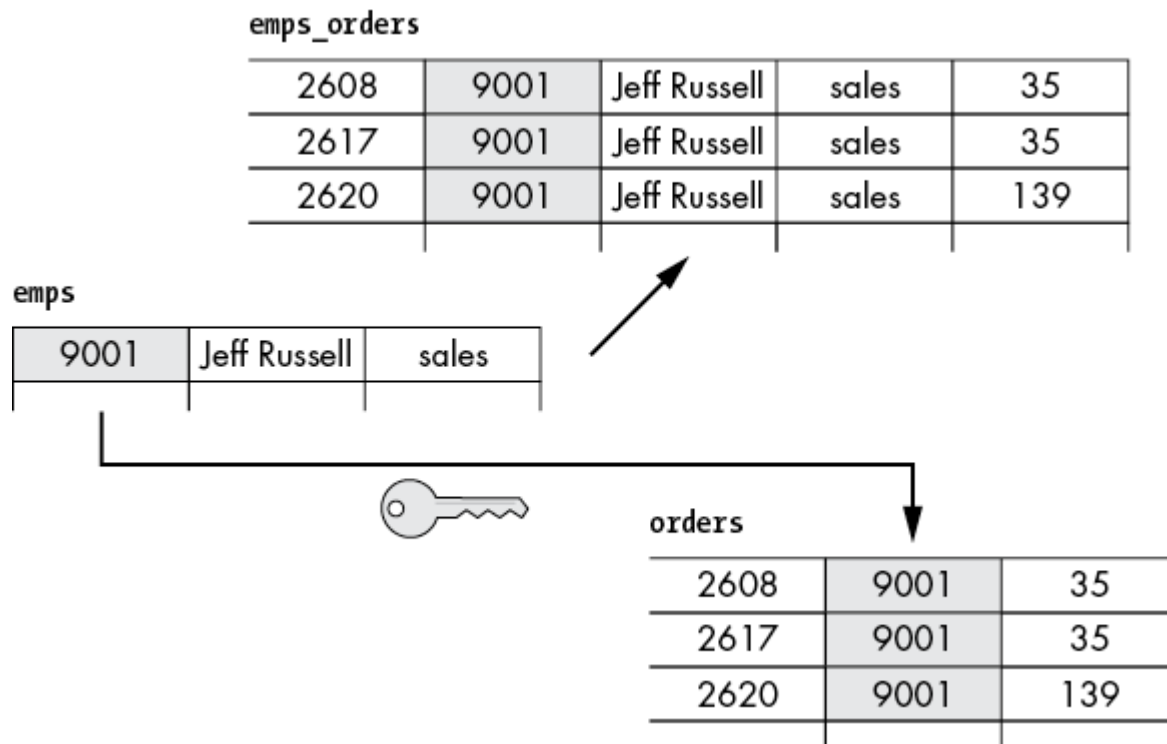 emps_orders
2608 9001 Jeff Russell sales 35
2617 9001 Jeff Russell sales 35
2620 9001 Jeff Russell sales 139
emps
9001 Jeff Russell sales
orders
2608 9001 35
2617 9001 35
2620 9001 139